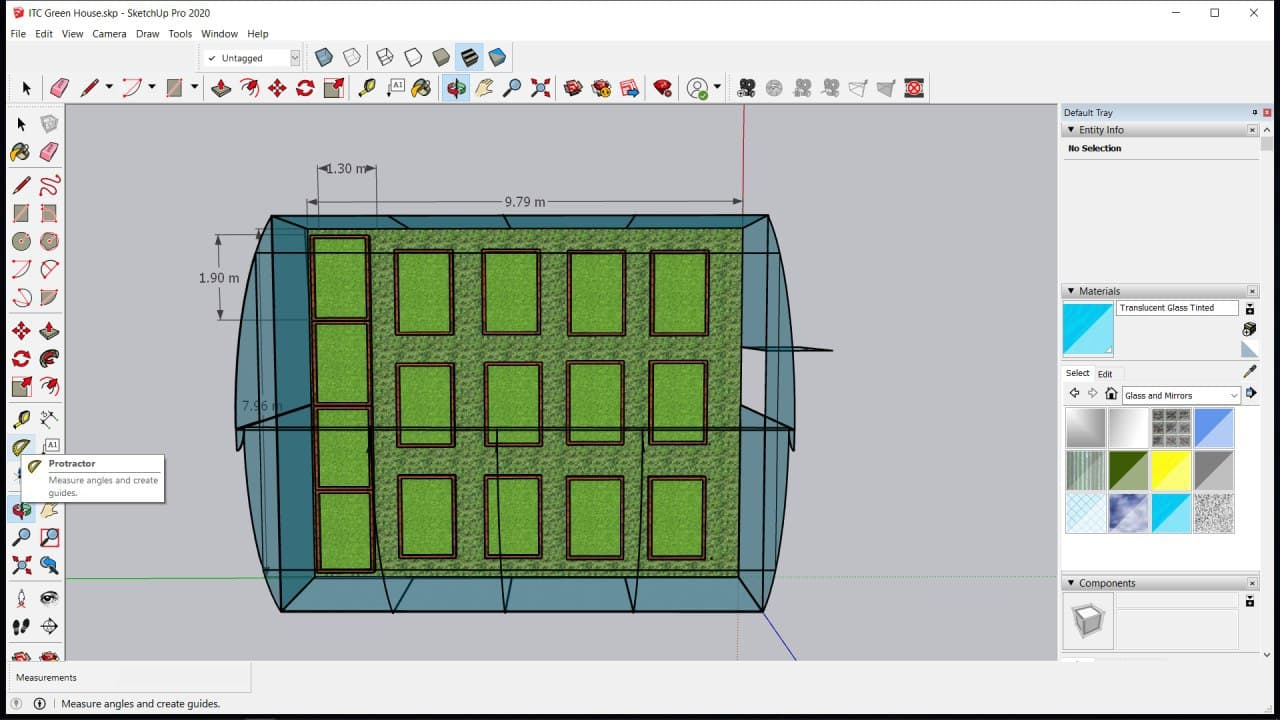 ITC Green House.skp - SketchUp Pro 2020
File Edit View Camera Draw Tools Window Help
✓ Untagged
A1
Default Tray
Entity Info
No Selection
1.30 m
9.79 m
1.90 m
7.96 m
Materials
Translucent Glass Tinted
Select Edit
Glass and Mirrors
A1
Protractor
Measure angles and create
guides.
Components
Measurements
Measure angles and create guides.